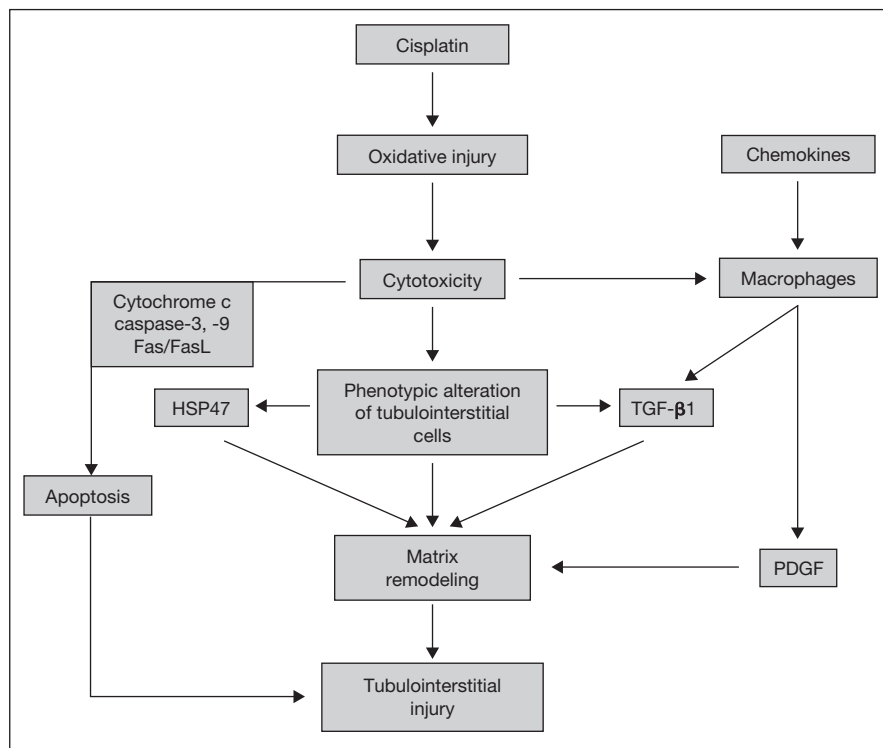 Cisplatin
Oxidative injury
Chemokines
Cytotoxicity
Macrophages
Cytochrome c
caspase-3, -9
Fas/FasL
HSP47
Phenotypic alteration
of tubulointerstitial
cells
TGF-β1
Apoptosis
Matrix
remodeling
PDGF
Tubulointerstitial
injury